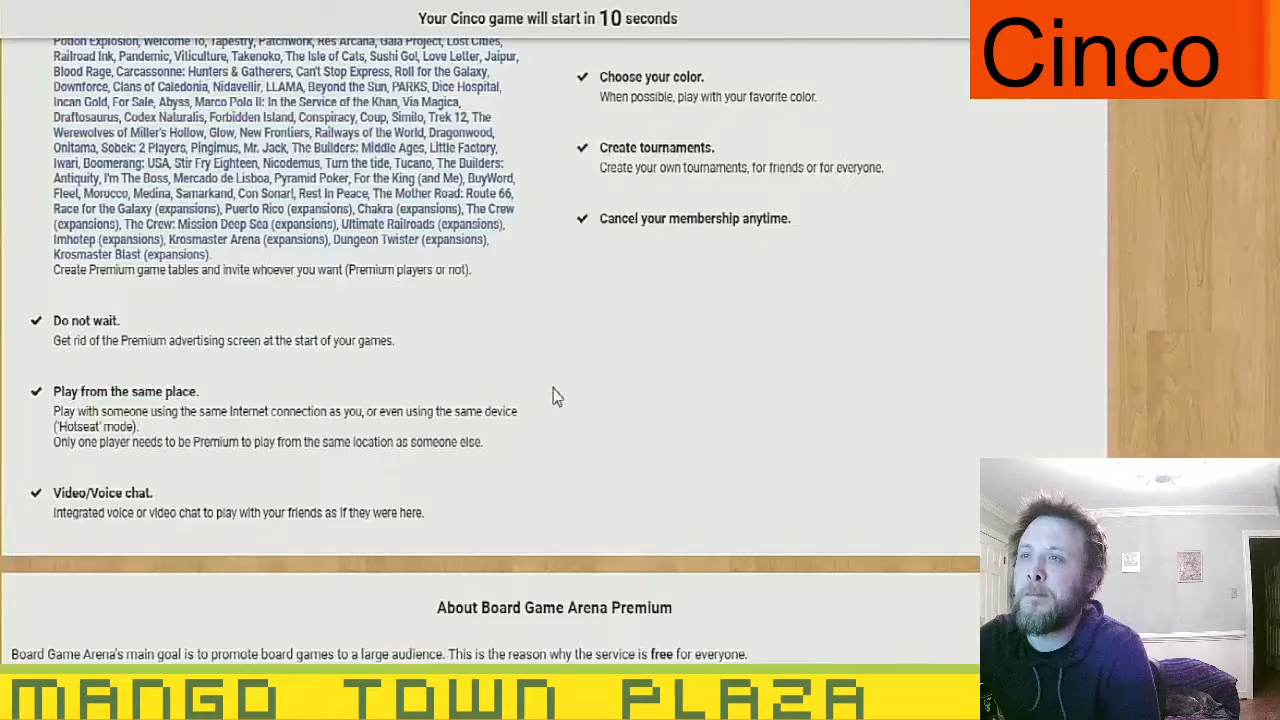 Your Cinco game will start in 10 seconds
Cinco
Potion Explosion, Welcome To, Tapestry, Patchwork, Res Arcana, Gaia Project, Lost Cities,
Railroad Ink, Pandemic, Viticulture, Takenoko, The Isle of Cats, Sushi Go!, Love Letter, Jaipur,
Blood Rage, Carcassonne: Hunters & Gatherers, Can't Stop Express, Roll for the Galaxy,
Downforce, Clans of Caledonia, Nidavellir, LLAMA, Beyond the Sun, PARKS, Dice Hospital,
Incan Gold, For Sale, Abyss, Marco Polo II: In the Service of the Khan, Via Magica,
Draftosaurus, Codex Naturalis, Forbidden Island, Conspiracy, Coup, Similo, Trek 12, The
Werewolves of Miller's Hollow, Glow, New Frontiers, Railways of the World, Dragonwood,
Onitama, Sobek: 2 Players, Pingimus, Mr. Jack, The Builders: Middle Ages, Little Factory,
Iwari, Boomerang: USA, Stir Fry Eighteen, Nicodemus, Turn the tide, Tucano, The Builders:
Antiquity, I'm The Boss, Mercado de Lisboa, Pyramid Poker, For the King (and Me), BuyWord,
Fleet, Morocco, Medina, Samarkand, Con Sonar!, Rest In Peace, The Mother Road: Route 66,
Race for the Galaxy (expansions), Puerto Rico (expansions), Chakra (expansions), The Crew
(expansions), The Crew: Mission Deep Sea (expansions), Ultimate Railroads (expansions),
Imhotep (expansions), Krosmaster Arena (expansions), Dungeon Twister (expansions),
Krosmaster Blast (expansions).
Create Premium game tables and invite whoever you want (Premium players or not).
Do not wait.
Get rid of the Premium advertising screen at the start of your games.
Play from the same place.
Play with someone using the same Internet connection as you, or even using the same device
('Hotseat' mode).
Only one player needs to be Premium to play from the same location as someone else.
Video/Voice chat.
Integrated voice or video chat to play with your friends as if they were here.
Choose your color.
When possible, play with your favorite color.
Create tournaments.
Create your own tournaments, for friends or for everyone.
Cancel your membership anytime.
About Board Game Arena Premium
Board Game Arena's main goal is to promote board games to a large audience. This is the reason why the service is free for everyone.
MANGO TOWN PLAZA